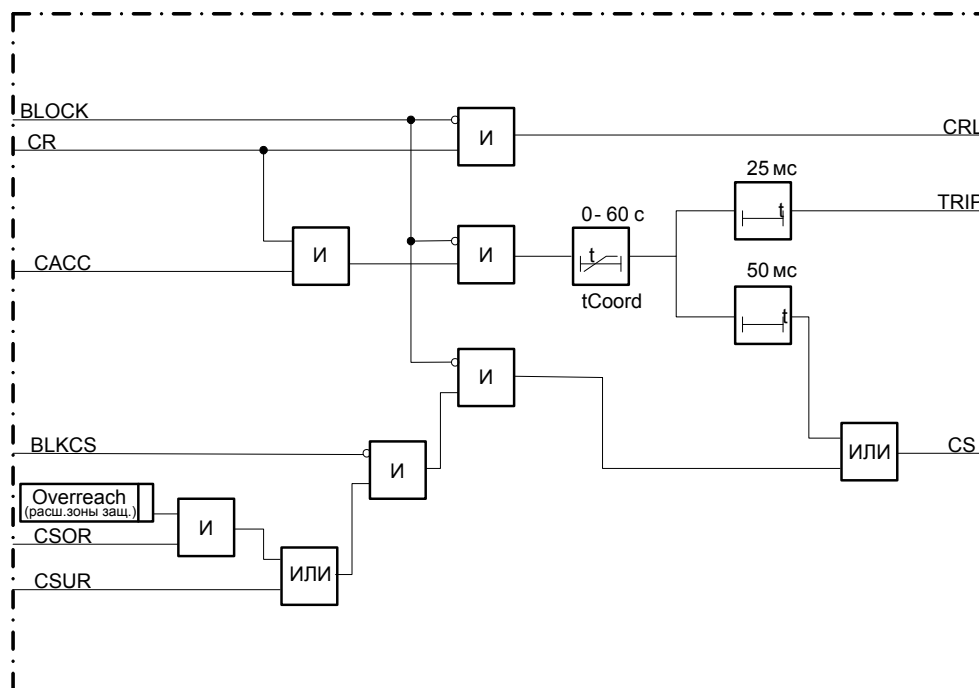 BLOCK
CR
И
CRL
25 мс
t
TRIP
0 - 60 с
И
И
t
CACC
tCoord
50 мс
t
И
BLKCS
И
ИЛИ
CS
Overreach
(расш.зоны защ.)
И
CSOR
ИЛИ
CSUR